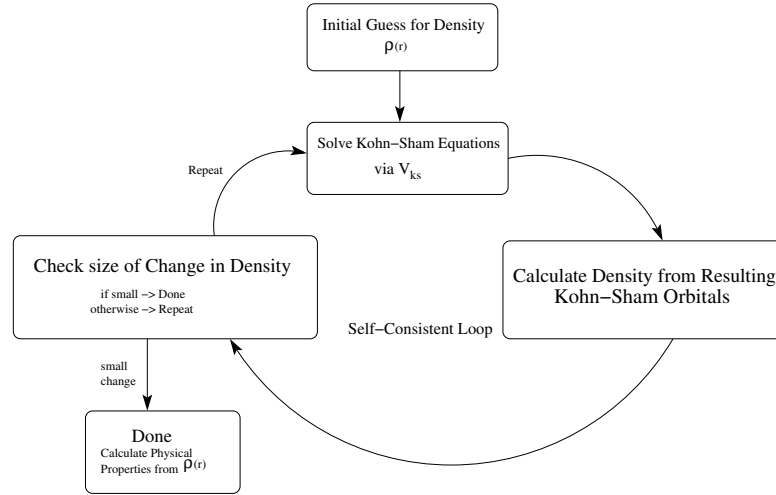 Initial Guess for Density
ρ(r)
Solve Kohn−Sham Equations
via Vks
Repeat
Check size of Change in Density
if small −> Done
otherwise −> Repeat
Calculate Density from Resulting
Kohn−Sham Orbitals
Self−Consistent Loop
small
change
Done
Calculate Physical
Properties from ρ(r)